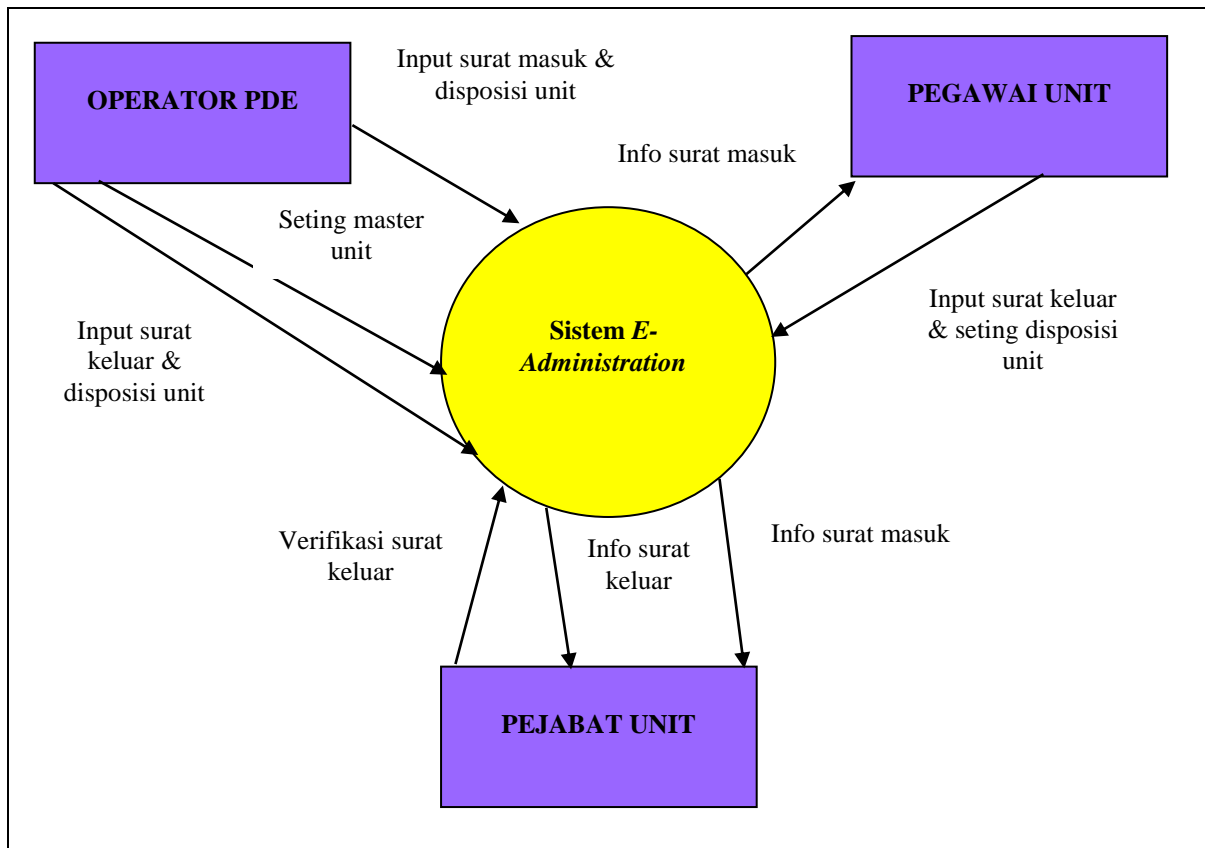 OPERATOR PDE
Input surat masuk &
disposisi unit
PEGAWAI UNIT
Info surat masuk
Seting master
unit
Input surat
keluar &
disposisi unit
Sistem E-
Administration
Input surat keluar
& seting disposisi
unit
Verifikasi surat
keluar
Info surat
keluar
Info surat masuk
PEJABAT UNIT